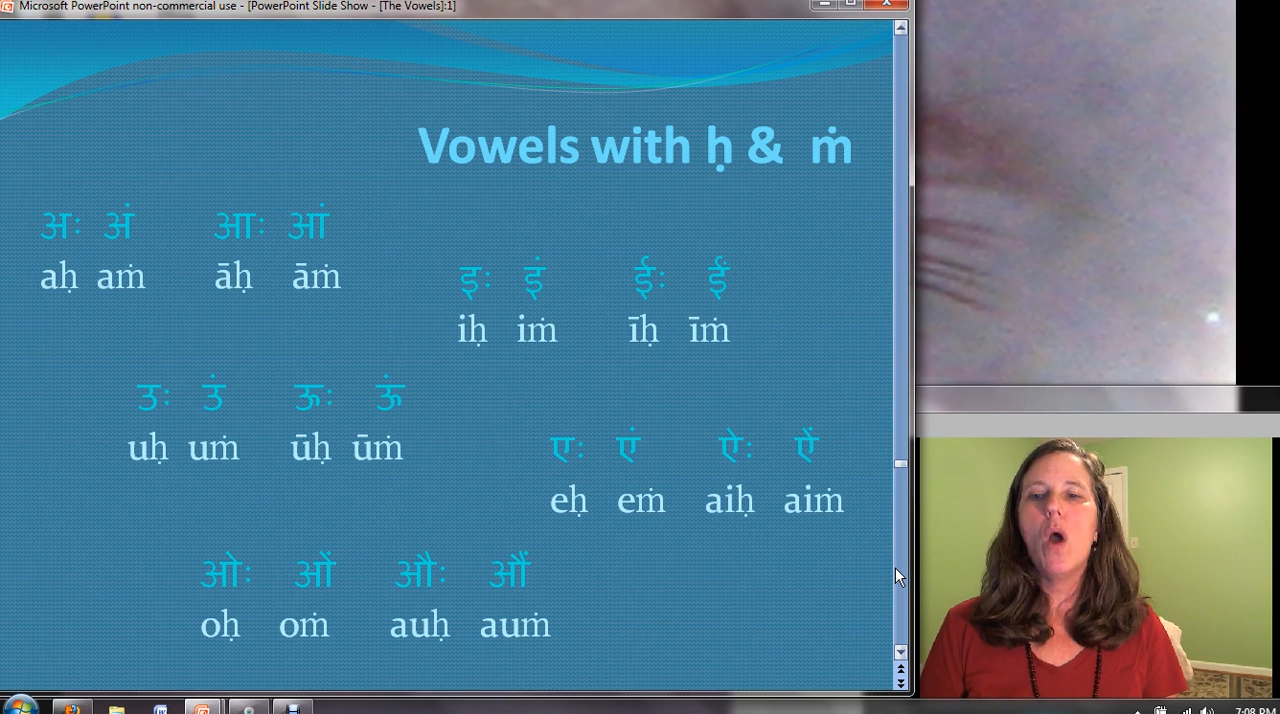 Microsoft PowerPoint non-commercial use - [PowerPoint Slide Show - [The Vowels]:1]
Vowels with ḥ & ṁ
अः अं आः आं
aḥ aṁ āḥ āṁ
इः इं ईः ईं
iḥ iṁ īḥ īṁ
उः उं ऊः ऊं
uḥ uṁ ūḥ ūṁ
एः एं ऐः ऐं
eḥ eṁ aiḥ aiṁ
ओः ओं औः औं
oḥ oṁ auḥ auṁ
7:08 PM